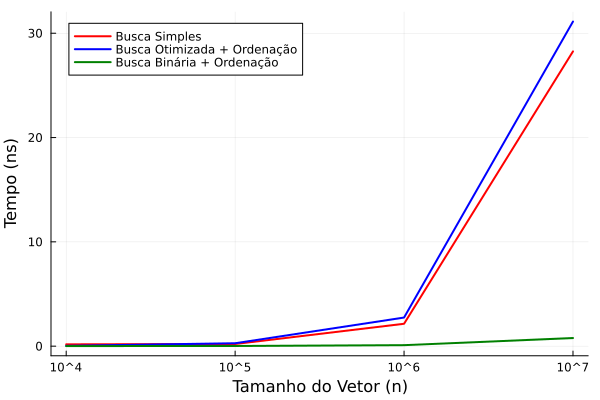 Busca Simples
Busca Otimizada + Ordenação
Busca Binária + Ordenação
30
20
10
0
Tempo (ns)
10^4
10^5
10^6
10^7
Tamanho do Vetor (n)